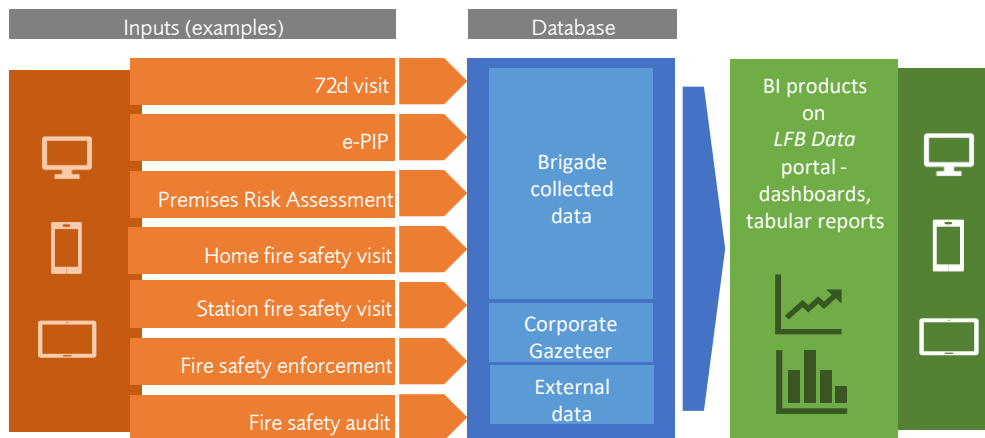 Inputs (examples)
Database
72d visit
e-PIP
Premises Risk Assessment
Home fire safety visit
Station fire safety visit
Fire safety enforcement
Fire safety audit
Brigade
collected
data
Corporate
Gazeteer
External
data
BI products
on
LFB Data
portal -
dashboards,
tabular reports